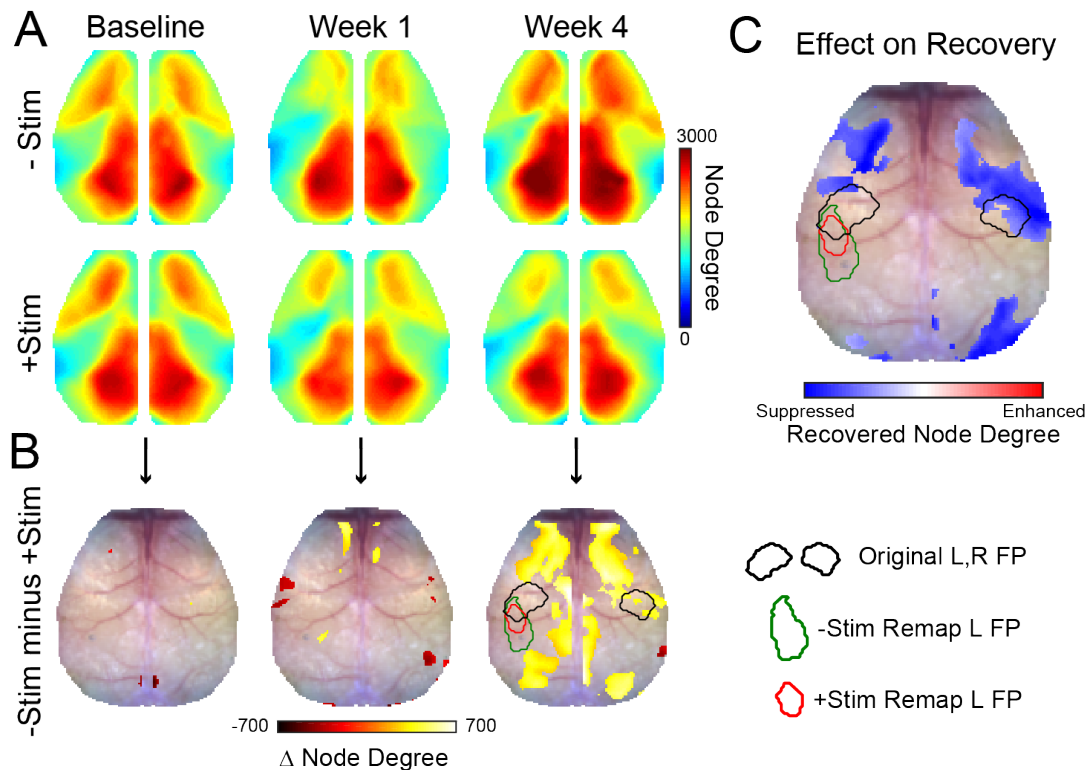 A
Baseline
Week 1
Week 4
- Stim
+Stim
3000
Node Degree
0
B
-Stim minus +Stim
-700
700
Δ Node Degree
C
Effect on Recovery
Suppressed
Enhanced
Recovered Node Degree
Original L,R FP
-Stim Remap L FP
+Stim Remap L FP